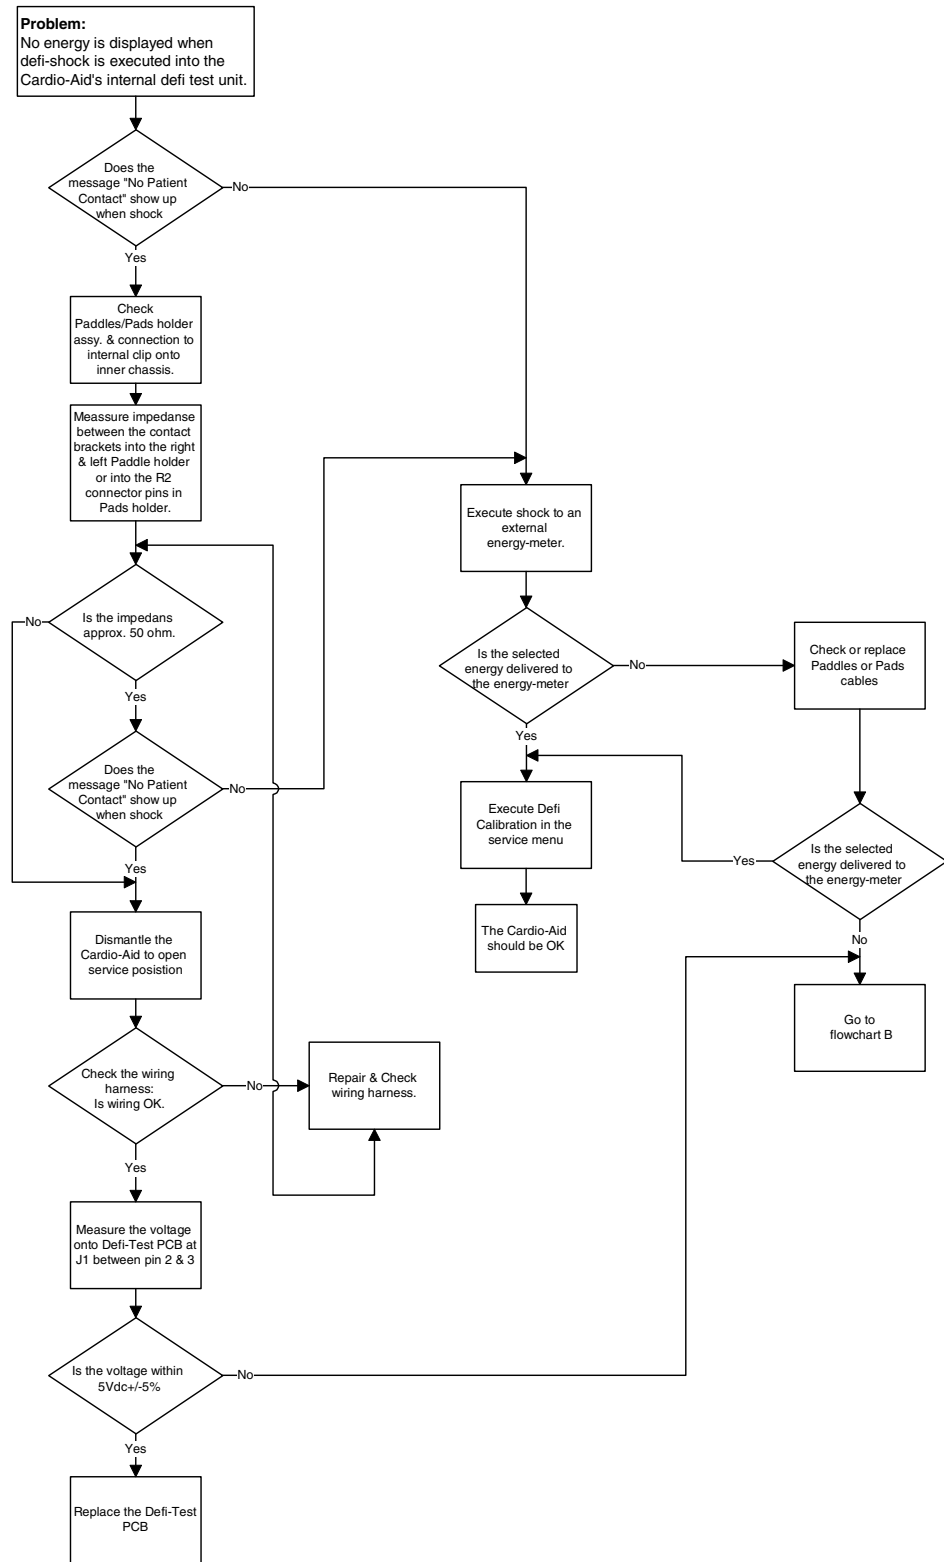 Problem:
No energy is displayed when
defi-shock is executed into the
Cardio-Aid's internal defi test unit.
Does the
message "No Patient
Contact" show up
when shock
No
Yes
Check
Paddles/Pads holder
assy. & connection to
internal clip onto
inner chassis.
Meassure impedanse
between the contact
brackets into the right
& left Paddle holder
or into the R2
connector pins in
Pads holder.
Is the impedans
approx. 50 ohm.
No
Yes
Does the
message "No Patient
Contact" show up
when shock
No
Yes
Dismantle the
Cardio-Aid to open
service posistion
Check the wiring
harness:
Is wiring OK.
No
Repair & Check
wiring harness.
Yes
Measure the voltage
onto Defi-Test PCB at
J1 between pin 2 & 3
Is the voltage within
5Vdc+/-5%
No
Yes
Replace the Defi-Test
PCB
Execute shock to an
external
energy-meter.
Is the selected
energy delivered to
the energy-meter
No
Yes
Execute Defi
Calibration in the
service menu
The Cardio-Aid
should be OK
Check or replace
Paddles or Pads
cables
Is the selected
energy delivered to
the energy-meter
Yes
No
Go to
flowchart B